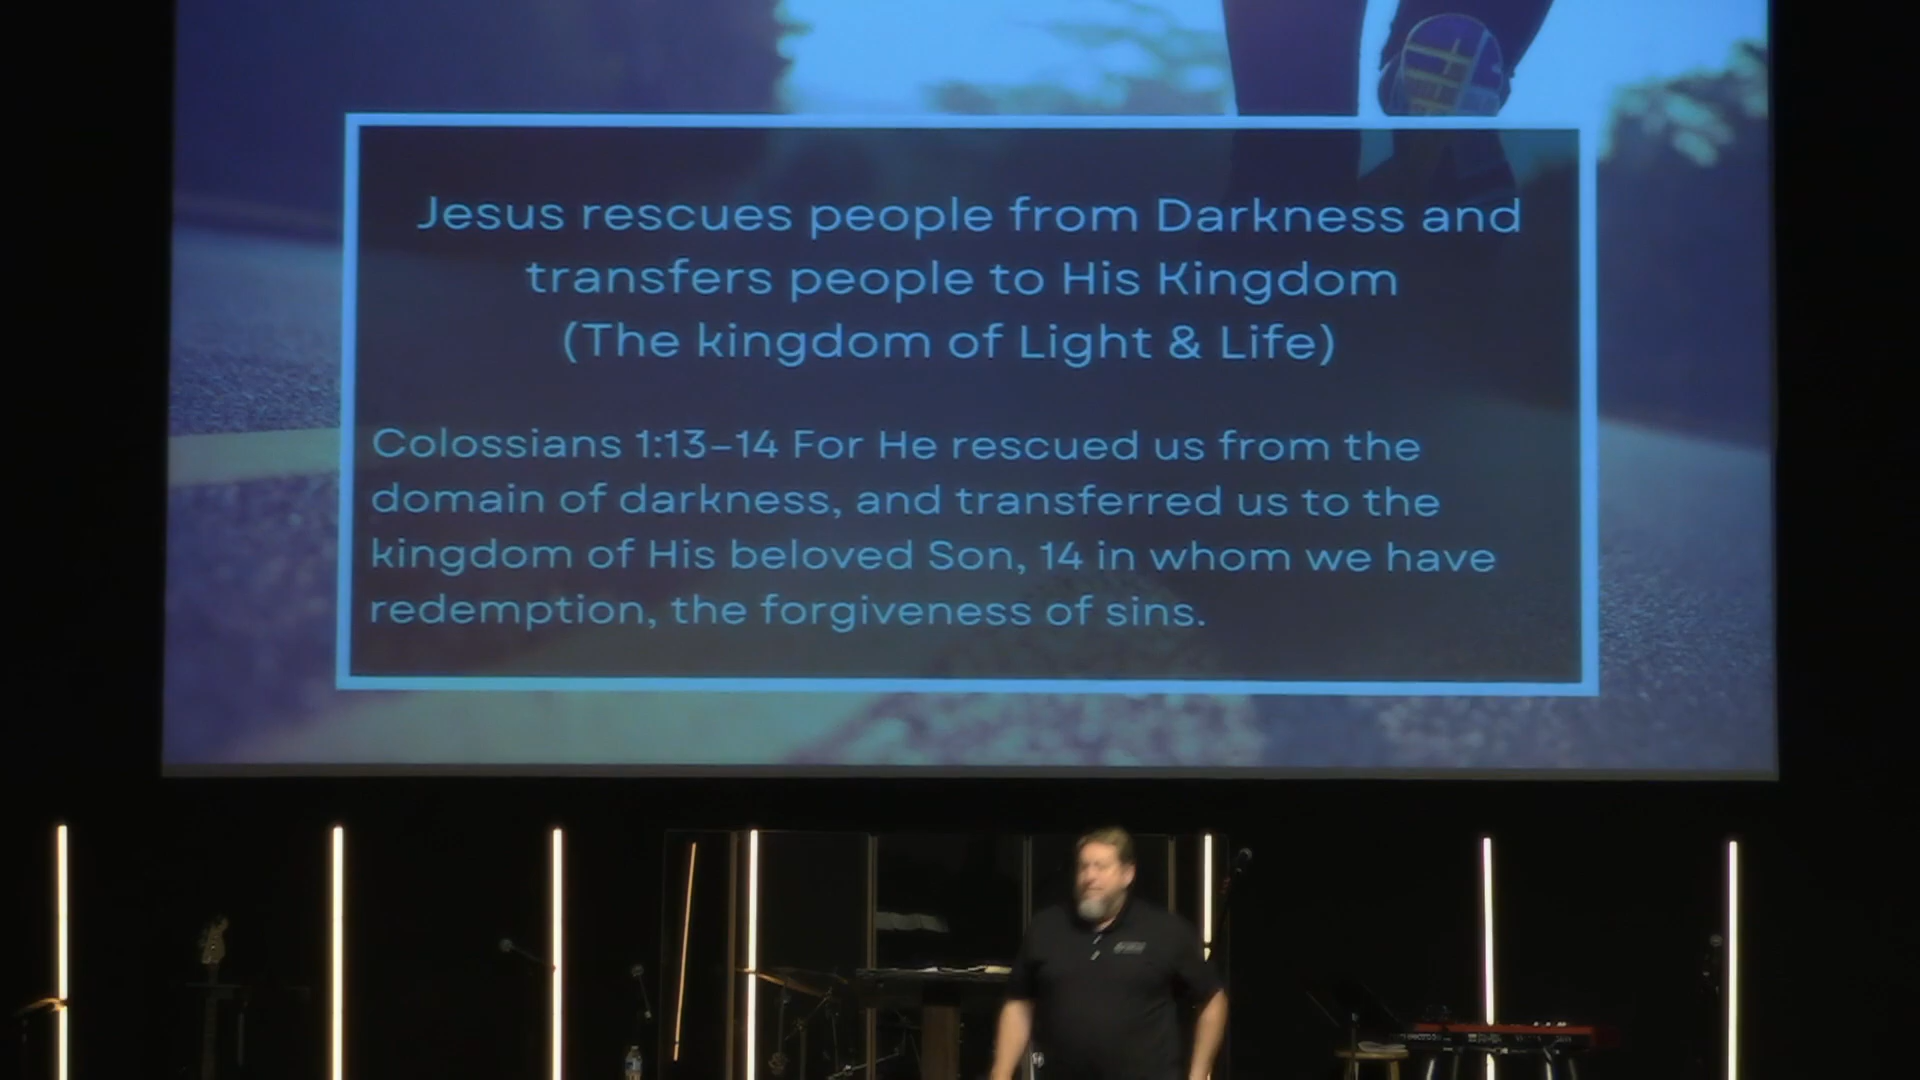 Jesus rescues people from Darkness and
transfers people to His Kingdom
(The kingdom of Light & Life)
Colossians 1:13–14 For He rescued us from the
domain of darkness, and transferred us to the
kingdom of His beloved Son, 14 in whom we have
redemption, the forgiveness of sins.